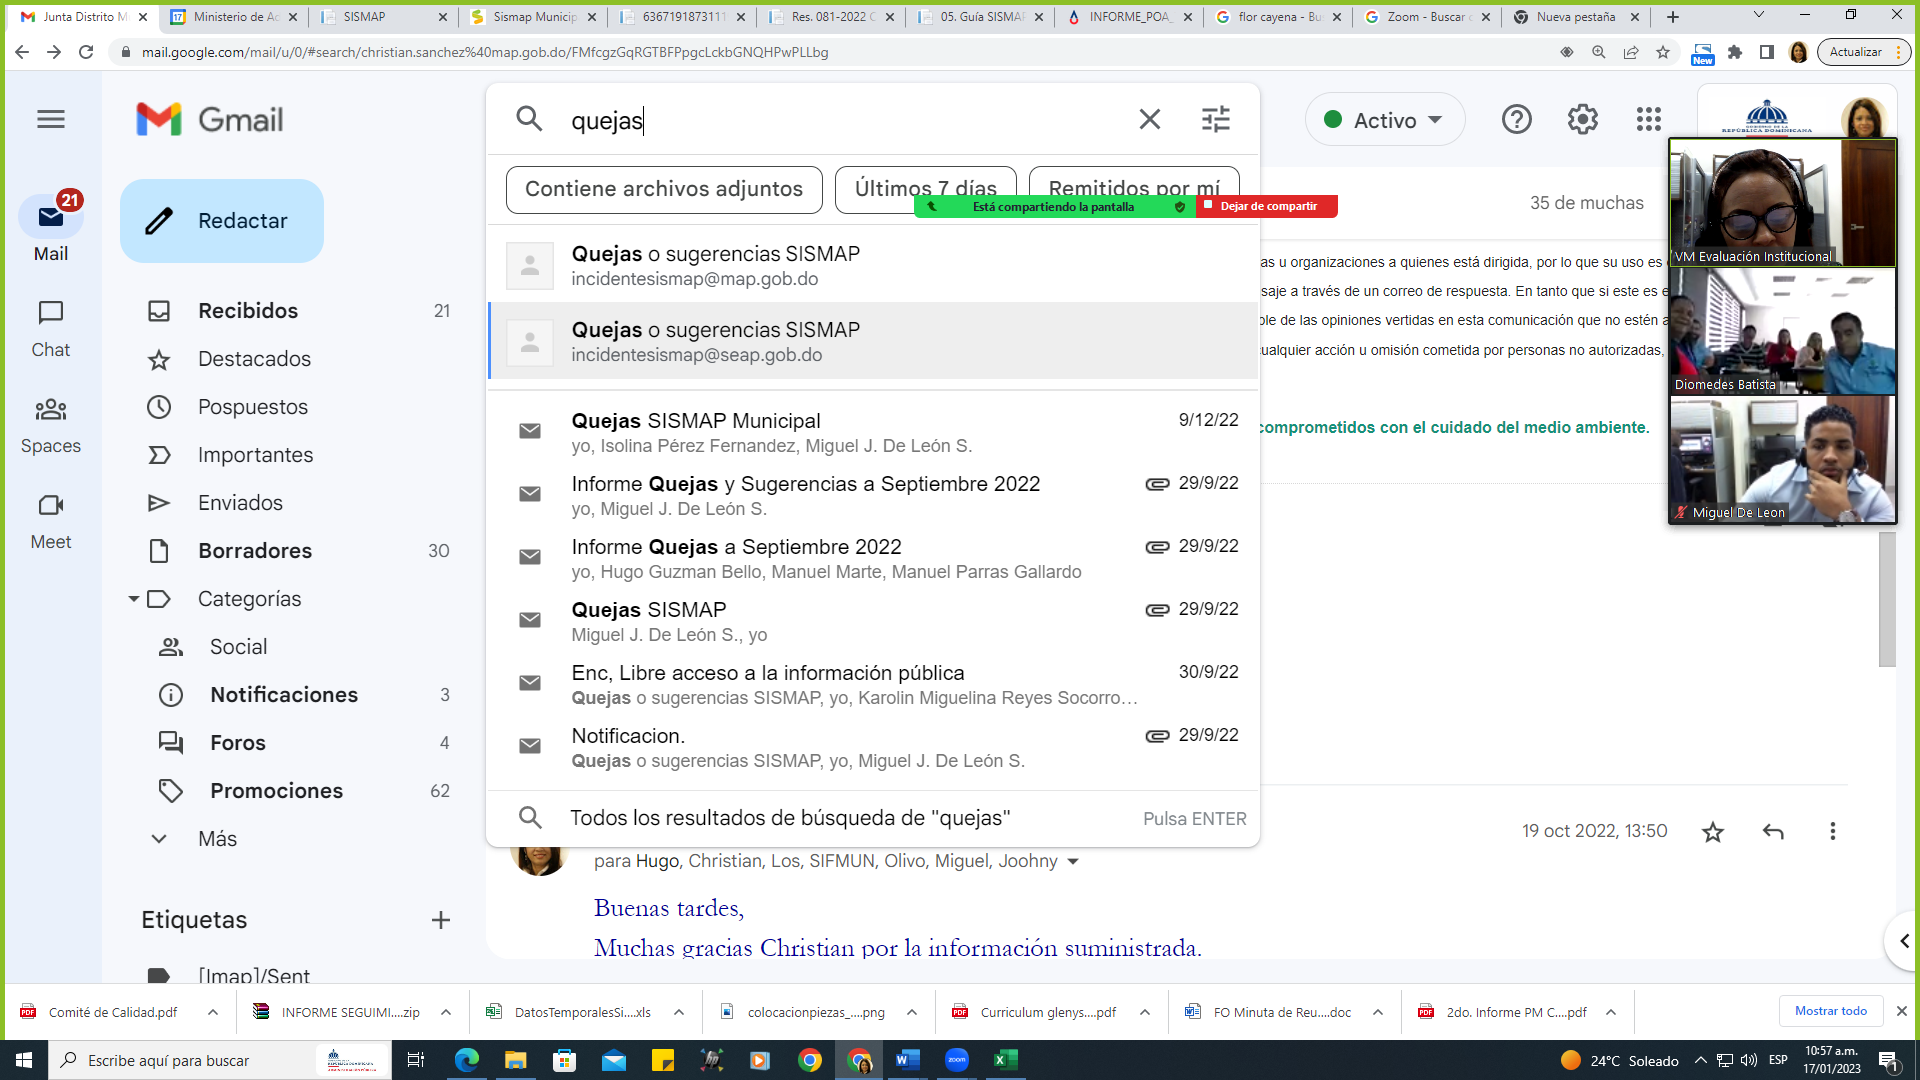 Junta Distrito M
Ministerio de Ac
SISMAP
Sismap Municip
6367191873111
Res. 081-2022 C
05. Guía SISMAP
INFORME_POA_
flor cayena - Bus
Zoom - Buscar c
Nueva pestaña
mail.google.com/mail/u/0/#search/christian.sanchez%40map.gob.do/FMfcgzGqRGTBFPpgcLckbGNQHPwPLLbg
New
Actualizar
Gmail
quejas
Activo
GOBIERNO DE LA
REPÚBLICA DOMINICANA
Contiene archivos adjuntos
Últimos 7 días
Remitidos por mí
Está compartiendo la pantalla
Dejar de compartir
35 de muchas
21
Mail
Chat
Spaces
Meet
Redactar
Recibidos 21
Destacados
Pospuestos
Importantes
Enviados
Borradores 30
Categorías
Social
Notificaciones 3
Foros 4
Promociones 62
Más
Etiquetas
[Imap]/Sent
Quejas o sugerencias SISMAP
incidentesismap@map.gob.do
Quejas o sugerencias SISMAP
incidentesismap@seap.gob.do
Quejas SISMAP Municipal 9/12/22
yo, Isolina Pérez Fernandez, Miguel J. De León S.
Informe Quejas y Sugerencias a Septiembre 2022 29/9/22
yo, Miguel J. De León S.
Informe Quejas a Septiembre 2022 29/9/22
yo, Hugo Guzman Bello, Manuel Marte, Manuel Parras Gallardo
Quejas SISMAP 29/9/22
Miguel J. De León S., yo
Enc, Libre acceso a la información pública 30/9/22
Quejas o sugerencias SISMAP, yo, Karolin Miguelina Reyes Socorro…
Notificacion. 29/9/22
Quejas o sugerencias SISMAP, yo, Miguel J. De León S.
Todos los resultados de búsqueda de "quejas" Pulsa ENTER
as u organizaciones a quienes está dirigida, por lo que su uso es
saje a través de un correo de respuesta. En tanto que si este es e
ble de las opiniones vertidas en esta comunicación que no estén a
cualquier acción u omisión cometida por personas no autorizadas,
comprometidos con el cuidado del medio ambiente.
VM Evaluación Institucional
Diomedes Batista
Miguel De Leon
19 oct 2022, 13:50
para Hugo, Christian, Los, SIFMUN, Olivo, Miguel, Joohny
Buenas tardes,
Muchas gracias Christian por la información suministrada.
Comité de Calidad.pdf
INFORME SEGUIMI....zip
DatosTemporalesSi....xls
colocacionpiezas_....png
Curriculum glenys....pdf
FO Minuta de Reu....doc
2do. Informe PM C....pdf
Mostrar todo
Escribe aquí para buscar
zoom
24°C Soleado
ESP
10:57 a.m.
17/01/2023
1